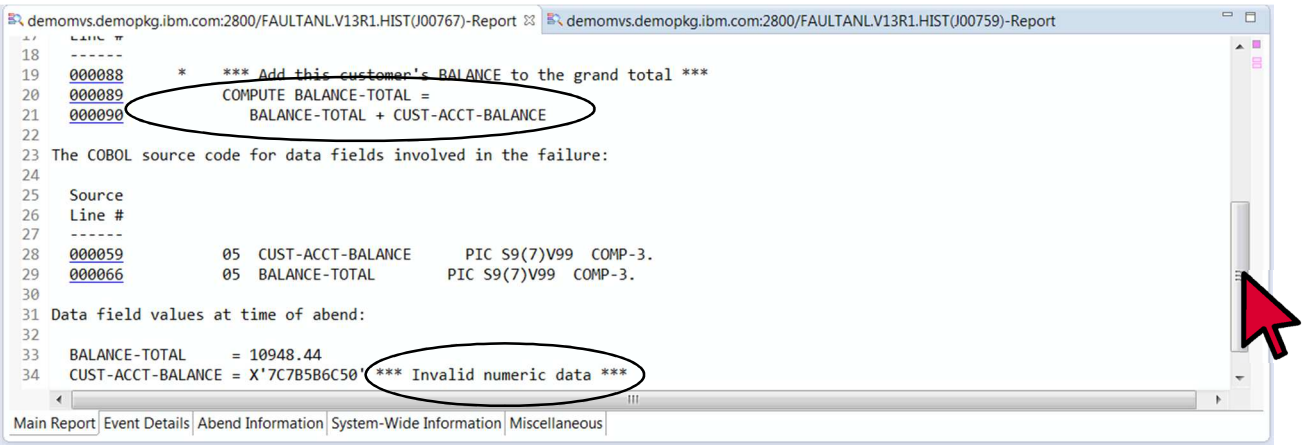 demomvs.demopkg.ibm.com:2800/FAULTANL.V13R1.HIST(J00767)-Report demomvs.demopkg.ibm.com:2800/FAULTANL.V13R1.HIST(J00759)-Report
17 Line #
18 ------
19 000088 * *** Add this customer's BALANCE to the grand total ***
20 000089 COMPUTE BALANCE-TOTAL =
21 000090 BALANCE-TOTAL + CUST-ACCT-BALANCE
22
23 The COBOL source code for data fields involved in the failure:
24
25 Source
26 Line #
27 ------
28 000059 05 CUST-ACCT-BALANCE PIC S9(7)V99 COMP-3.
29 000066 05 BALANCE-TOTAL PIC S9(7)V99 COMP-3.
30
31 Data field values at time of abend:
32
33 BALANCE-TOTAL = 10948.44
34 CUST-ACCT-BALANCE = X'7C7B5B6C50' *** Invalid numeric data ***
Main Report Event Details Abend Information System-Wide Information Miscellaneous